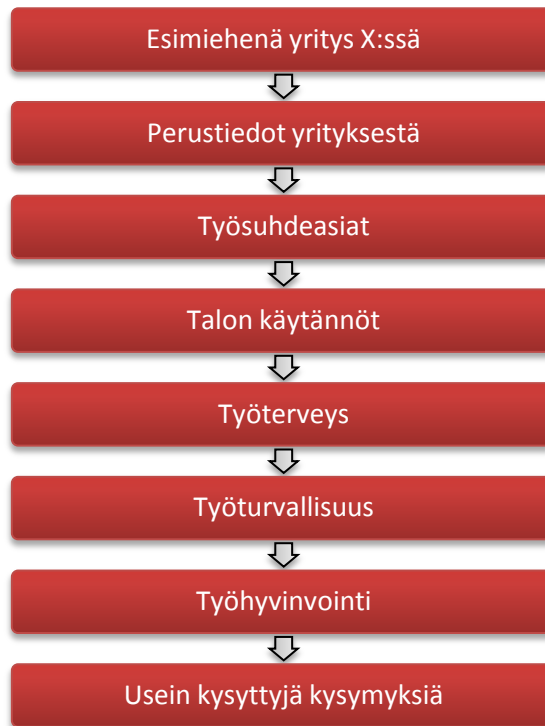 Esimiehenä yritys X:ssä
Perustiedot yrityksestä
Työsuhdeasiat
Talon käytännöt
Työterveys
Työturvallisuus
Työhyvinvointi
Usein kysyttyjä kysymyksiä